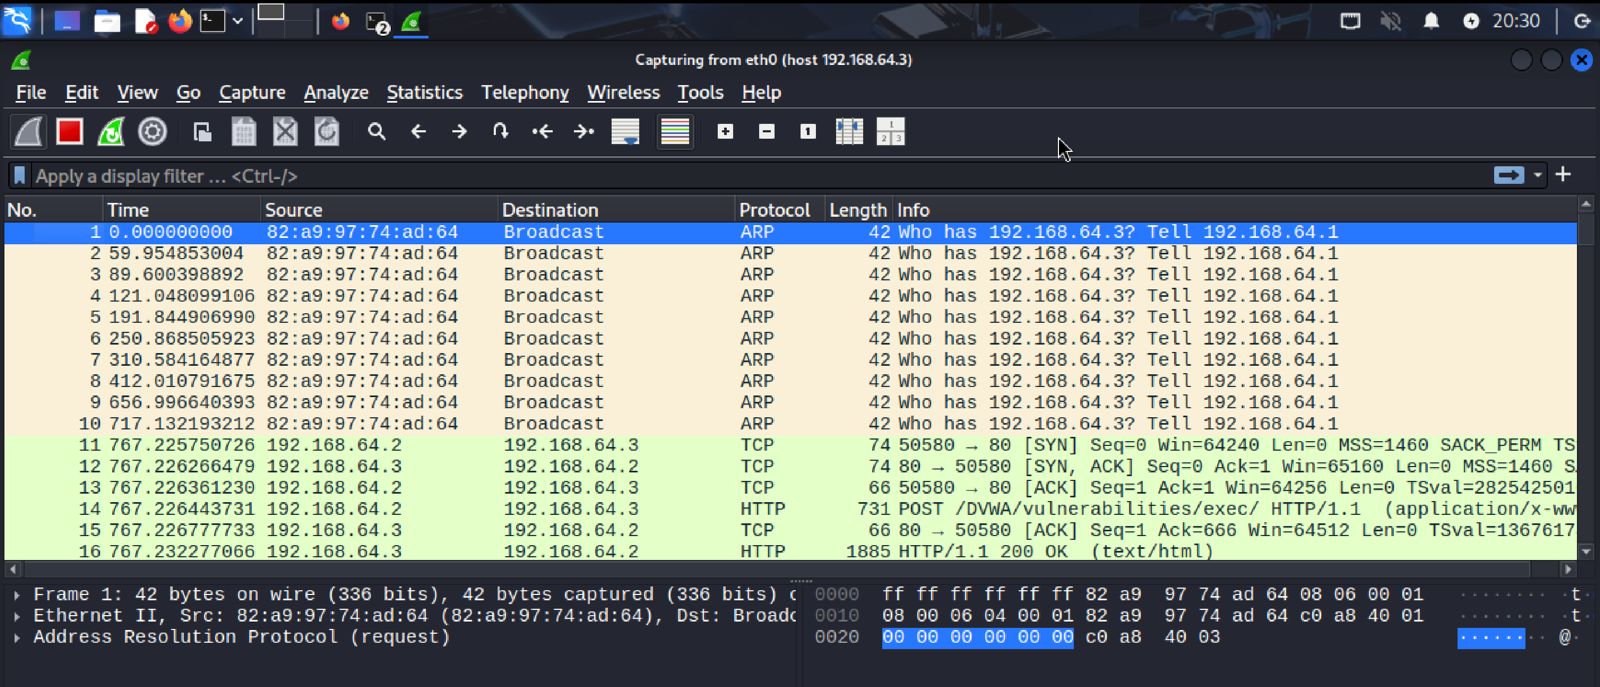 2 20:30
Capturing from eth0 (host 192.168.64.3)
File Edit View Go Capture Analyze Statistics Telephony Wireless Tools Help
Apply a display filter ... <Ctrl-/>
No. Time Source Destination Protocol Length Info
1 0.000000000 82:a9:97:74:ad:64 Broadcast ARP 42 Who has 192.168.64.3? Tell 192.168.64.1
2 59.954853004 82:a9:97:74:ad:64 Broadcast ARP 42 Who has 192.168.64.3? Tell 192.168.64.1
3 89.600398892 82:a9:97:74:ad:64 Broadcast ARP 42 Who has 192.168.64.3? Tell 192.168.64.1
4 121.048099106 82:a9:97:74:ad:64 Broadcast ARP 42 Who has 192.168.64.3? Tell 192.168.64.1
5 191.844906990 82:a9:97:74:ad:64 Broadcast ARP 42 Who has 192.168.64.3? Tell 192.168.64.1
6 250.868505923 82:a9:97:74:ad:64 Broadcast ARP 42 Who has 192.168.64.3? Tell 192.168.64.1
7 310.584164877 82:a9:97:74:ad:64 Broadcast ARP 42 Who has 192.168.64.3? Tell 192.168.64.1
8 412.010791675 82:a9:97:74:ad:64 Broadcast ARP 42 Who has 192.168.64.3? Tell 192.168.64.1
9 656.996640393 82:a9:97:74:ad:64 Broadcast ARP 42 Who has 192.168.64.3? Tell 192.168.64.1
10 717.132193212 82:a9:97:74:ad:64 Broadcast ARP 42 Who has 192.168.64.3? Tell 192.168.64.1
11 767.225750726 192.168.64.2 192.168.64.3 TCP 74 50580 → 80 [SYN] Seq=0 Win=64240 Len=0 MSS=1460 SACK_PERM TS
12 767.226266479 192.168.64.3 192.168.64.2 TCP 74 80 → 50580 [SYN, ACK] Seq=0 Ack=1 Win=65160 Len=0 MSS=1460 S
13 767.226361230 192.168.64.2 192.168.64.3 TCP 66 50580 → 80 [ACK] Seq=1 Ack=1 Win=64256 Len=0 TSval=282542501
14 767.226443731 192.168.64.2 192.168.64.3 HTTP 731 POST /DVWA/vulnerabilities/exec/ HTTP/1.1 (application/x-ww
15 767.226777733 192.168.64.3 192.168.64.2 TCP 66 80 → 50580 [ACK] Seq=1 Ack=666 Win=64512 Len=0 TSval=1367617
16 767.232277066 192.168.64.3 192.168.64.2 HTTP 1885 HTTP/1.1 200 OK (text/html)
Frame 1: 42 bytes on wire (336 bits), 42 bytes captured (336 bits) o
Ethernet II, Src: 82:a9:97:74:ad:64 (82:a9:97:74:ad:64), Dst: Broadc
Address Resolution Protocol (request)
0000 ff ff ff ff ff ff 82 a9 97 74 ad 64 08 06 00 01 ········ ·t·
0010 08 00 06 04 00 01 82 a9 97 74 ad 64 c0 a8 40 01 ········ ·t·
0020 00 00 00 00 00 00 c0 a8 40 03 ········ @·